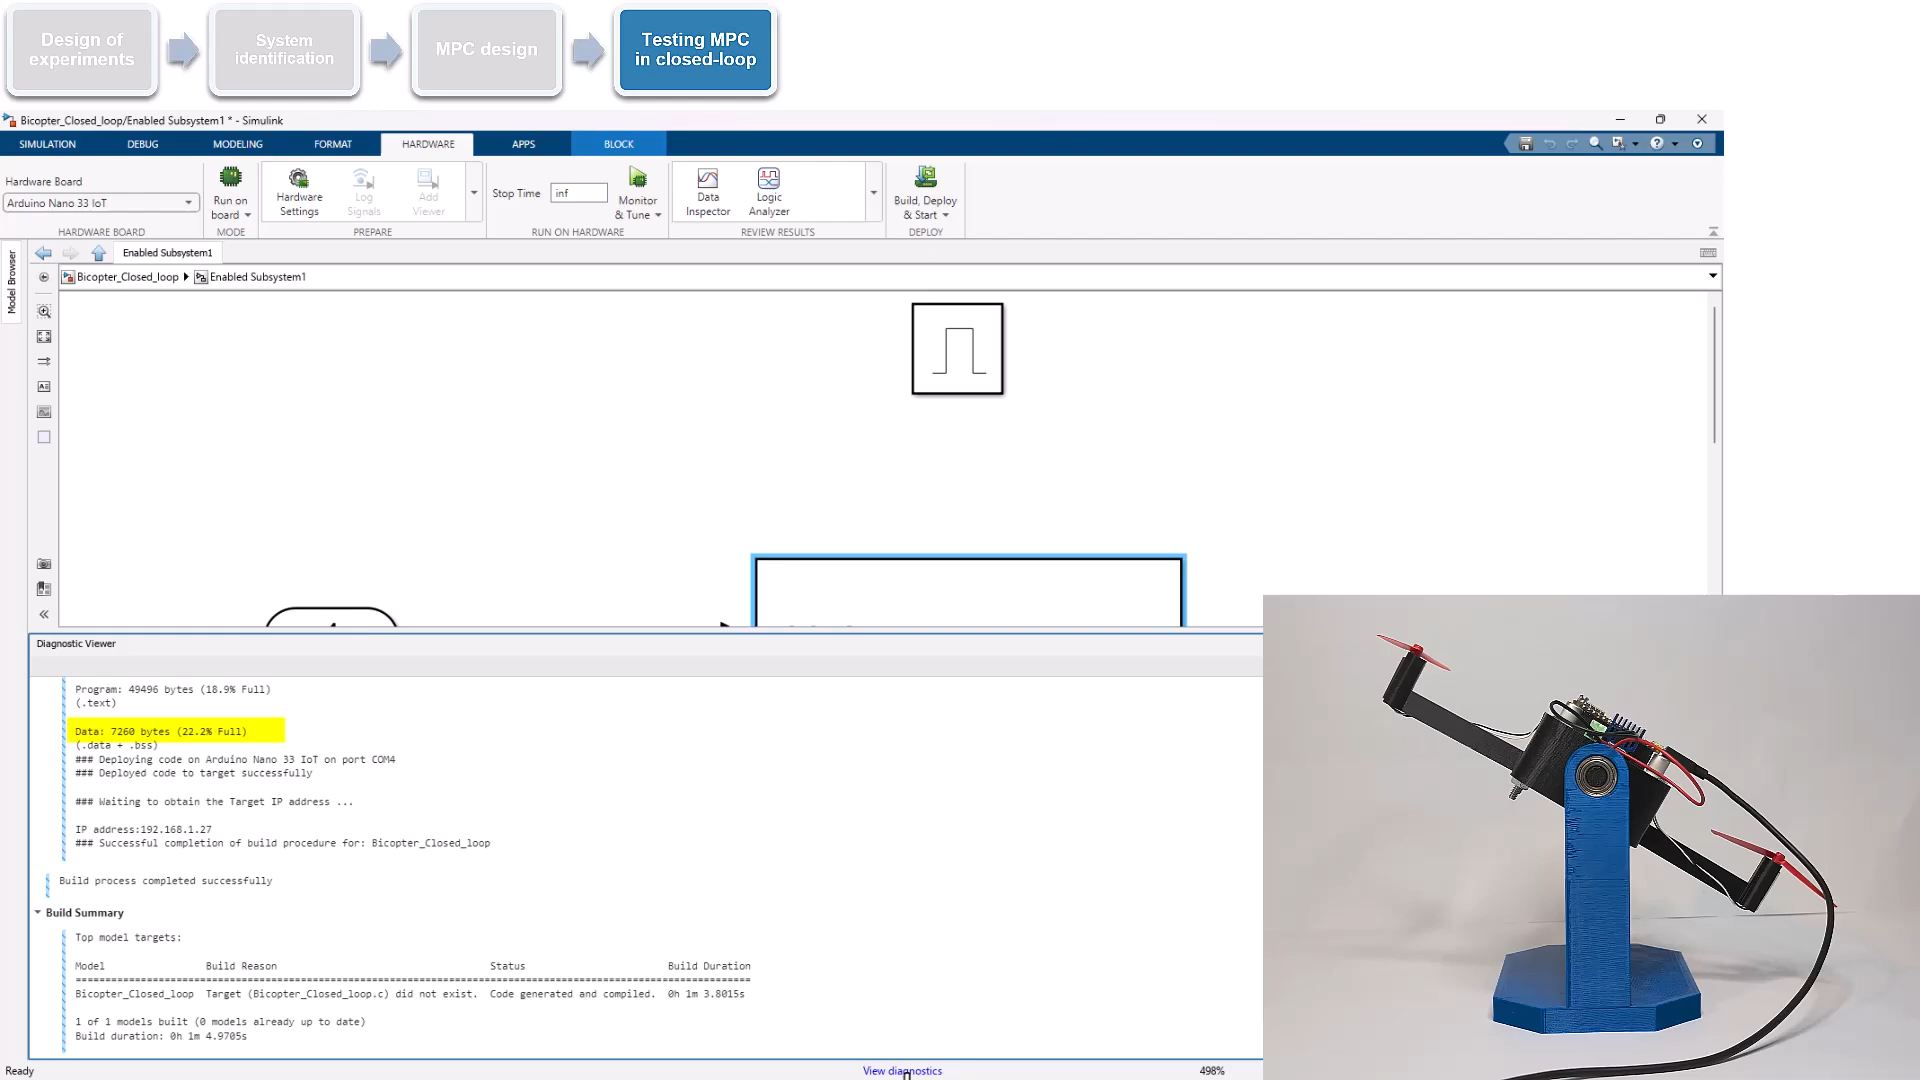 Design of
experiments
System
identification
MPC design
Testing MPC
in closed-loop
Bicopter_Closed_loop/Enabled Subsystem1 * - Simulink
SIMULATION
DEBUG
MODELING
FORMAT
HARDWARE
APPS
BLOCK
Hardware Board
Arduino Nano 33 IoT
HARDWARE BOARD
Run on
board
MODE
Hardware
Settings
Log
Signals
Add
Viewer
PREPARE
Stop Time
inf
Monitor
& Tune
RUN ON HARDWARE
Data
Inspector
Logic
Analyzer
REVIEW RESULTS
Build, Deploy
& Start
DEPLOY
Model Browser
Enabled Subsystem1
Bicopter_Closed_loop
Enabled Subsystem1
Diagnostic Viewer
Program: 49496 bytes (18.9% Full)
(.text)
Data: 7260 bytes (22.2% Full)
(.data + .bss)
### Deploying code on Arduino Nano 33 IoT on port COM4
### Deployed code to target successfully
### Waiting to obtain the Target IP address ...
IP address:192.168.1.27
### Successful completion of build procedure for: Bicopter_Closed_loop
Build process completed successfully
Build Summary
Top model targets:
Model Build Reason Status Build Duration
================================================================================
Bicopter_Closed_loop Target (Bicopter_Closed_loop.c) did not exist. Code generated and compiled. 0h 1m 3.8015s
1 of 1 models built (0 models already up to date)
Build duration: 0h 1m 4.9705s
Ready
View diagnostics
498%